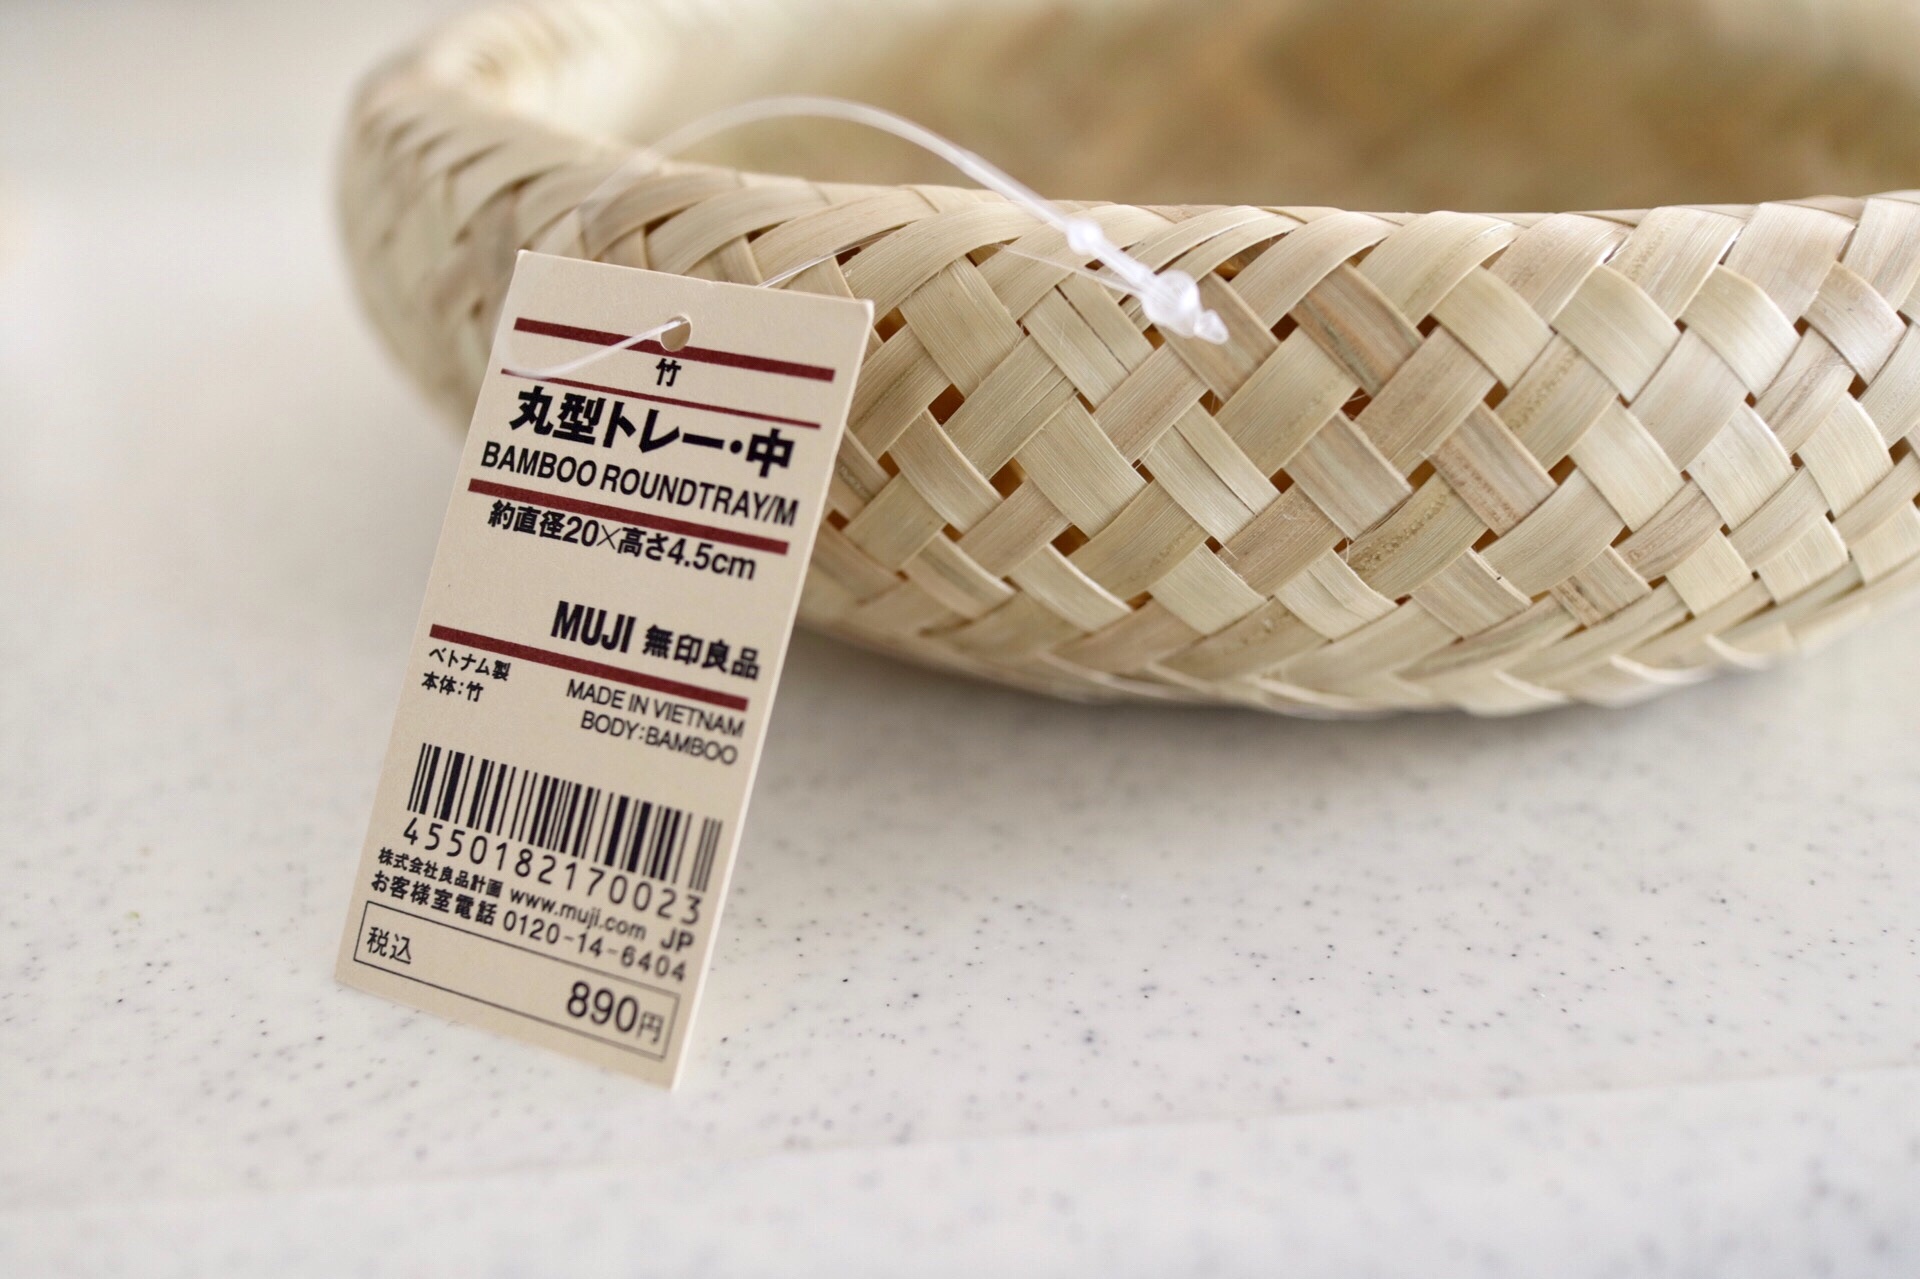 竹
丸型トレー・中
BAMBOO ROUNDTRAY/M
約直径20×高さ4.5cm
MUJI 無印良品
ベトナム製
本体:竹
MADE IN VIETNAM
BODY:BAMBOO
4550182170023
株式会社良品計画 www.muji.com JP
お客様室電話 0120-14-6404
税込
890円